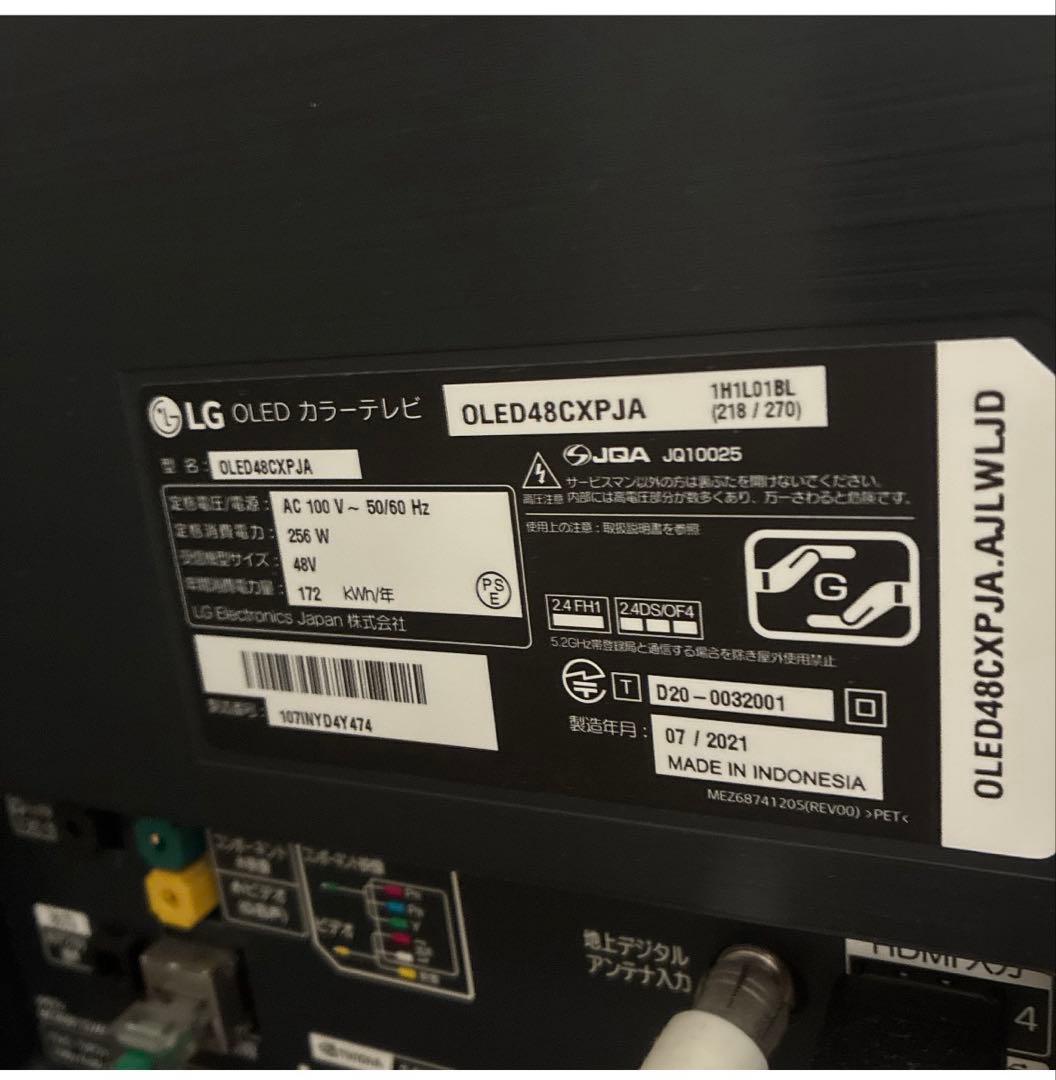 LG OLED カラーテレビ
OLED48CXPJA
1H1L01BL
(218 / 270)
型 名: OLED48CXPJA
JQA JQ10025
サービスマン以外の方は裏ぶたを開けないでください。
高圧注意 内部には高電圧部分が数多くあり、万一さわると危険です。
定格電圧/電源: AC 100 V~ 50/60 Hz
定格消費電力: 256 W
受信機型サイズ: 48V
年間消費電力量: 172 kWh/年
PS
E
LG Electronics Japan 株式会社
使用上の注意:取扱説明書を参照
G
2.4 FH1
2.4DS/OF4
5.2GHz帯登録局と通信する場合を除き屋外使用禁止
T D20-0032001
製造番号: 107INYD4Y474
製造年月: 07 / 2021
MADE IN INDONESIA
MEZ68741205(REV00) >PET<
OLED48CXPJA.AJLWLJD
ビデオ
地上デジタル
アンテナ入力
HDMI入力
4